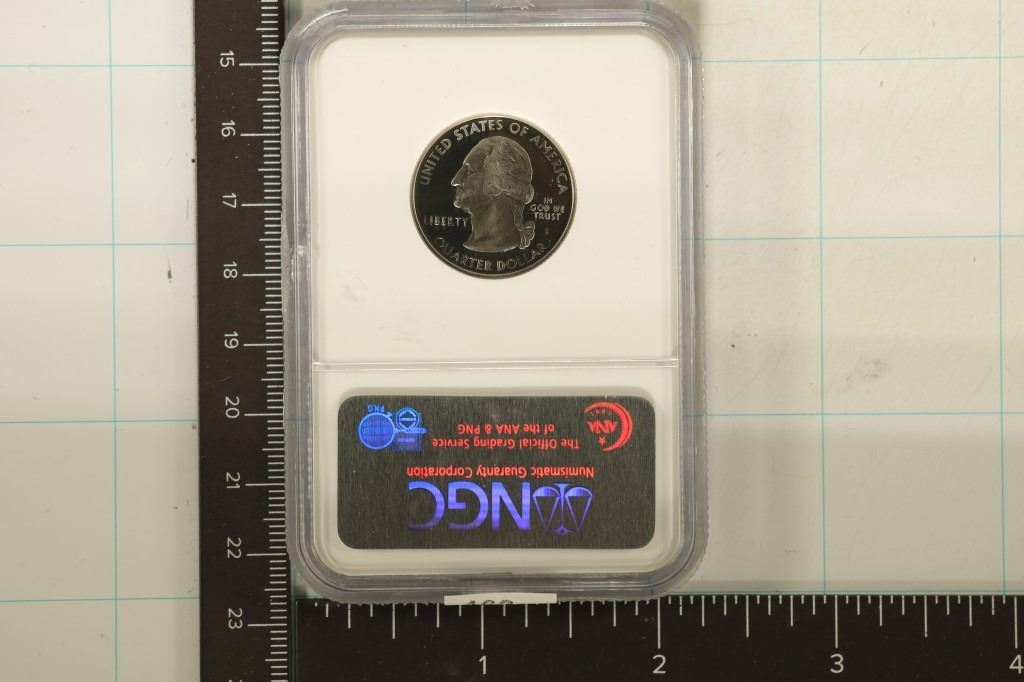 15
16
17
18
19
20
21
22
23
UNITED STATES OF AMERICA
LIBERTY
IN
GOD WE
TRUST
S
QUARTER DOLLAR
NGC
Numismatic Guaranty Corporation
The Official Grading Service
of the ANA & PNG
ANA
PNG
1 2 3 4